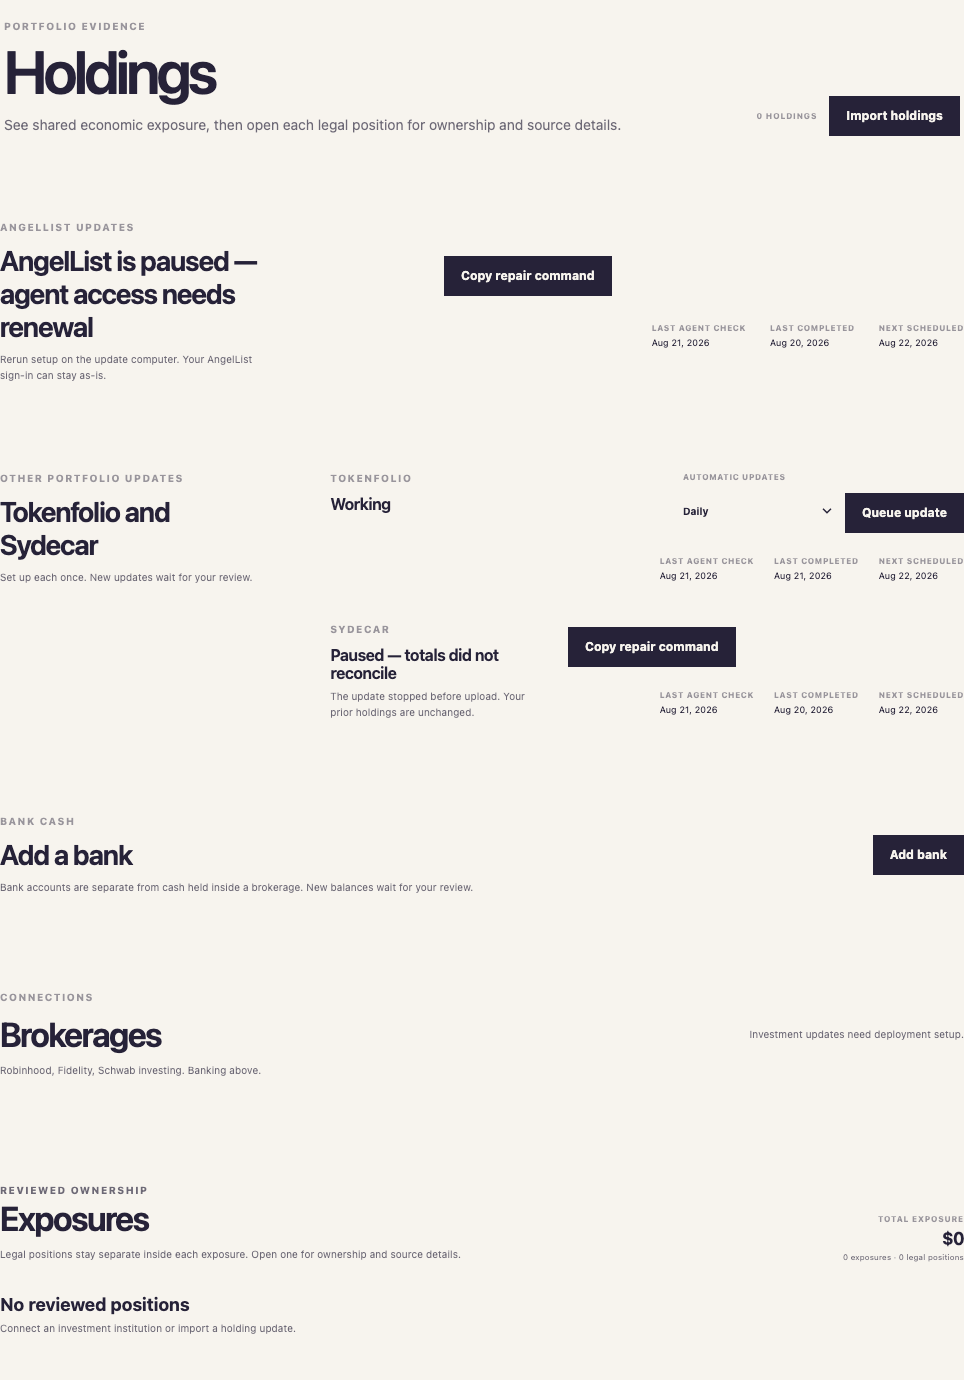 PORTFOLIO EVIDENCE
Holdings
See shared economic exposure, then open each legal position for ownership and source details.
0 HOLDINGS
Import holdings
ANGELLIST UPDATES
AngelList is paused —
agent access needs
renewal
Rerun setup on the update computer. Your AngelList
sign-in can stay as-is.
Copy repair command
LAST AGENT CHECK LAST COMPLETED NEXT SCHEDULED
Aug 21, 2026 Aug 20, 2026 Aug 22, 2026
OTHER PORTFOLIO UPDATES
Tokenfolio and
Sydecar
Set up each once. New updates wait for your review.
TOKENFOLIO
Working
AUTOMATIC UPDATES
Daily
Queue update
LAST AGENT CHECK LAST COMPLETED NEXT SCHEDULED
Aug 21, 2026 Aug 21, 2026 Aug 22, 2026
SYDECAR
Paused — totals did not
reconcile
The update stopped before upload. Your
prior holdings are unchanged.
Copy repair command
LAST AGENT CHECK LAST COMPLETED NEXT SCHEDULED
Aug 21, 2026 Aug 20, 2026 Aug 22, 2026
BANK CASH
Add a bank
Bank accounts are separate from cash held inside a brokerage. New balances wait for your review.
Add bank
CONNECTIONS
Brokerages
Robinhood, Fidelity, Schwab investing. Banking above.
Investment updates need deployment setup.
REVIEWED OWNERSHIP
Exposures
Legal positions stay separate inside each exposure. Open one for ownership and source details.
TOTAL EXPOSURE
$0
0 exposures · 0 legal positions
No reviewed positions
Connect an investment institution or import a holding update.